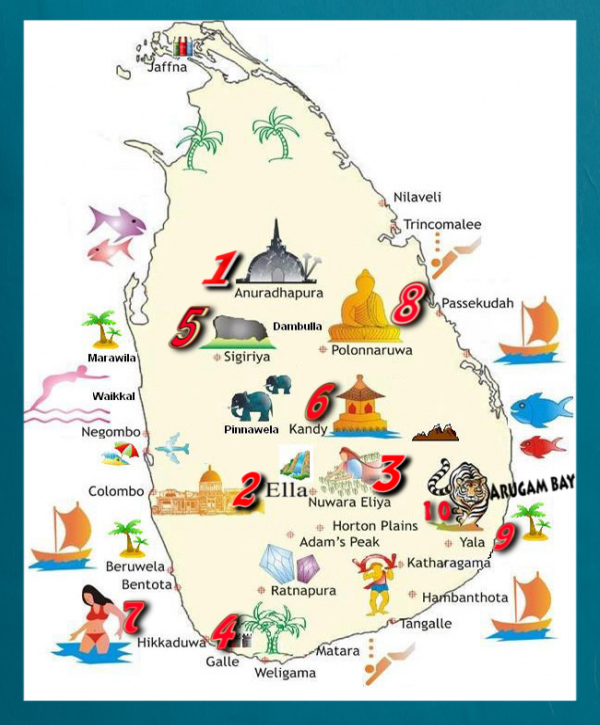 Jaffna
Nilaveli
Trincomalee
1
Anuradhapura
8
Passekudah
5
Dambulla
Sigiriya
Polonnaruwa
Marawila
Waikkal
6
Pinnawela
Kandy
Negombo
3
2
Ella
Nuwara Eliya
ARUGAM BAY
Colombo
10
Horton Plains
Adam's Peak
Yala
9
Beruwela
Katharagama
Bentota
Ratnapura
Hambanthota
7
4
Tangalle
Hikkaduwa
Galle
Matara
Weligama